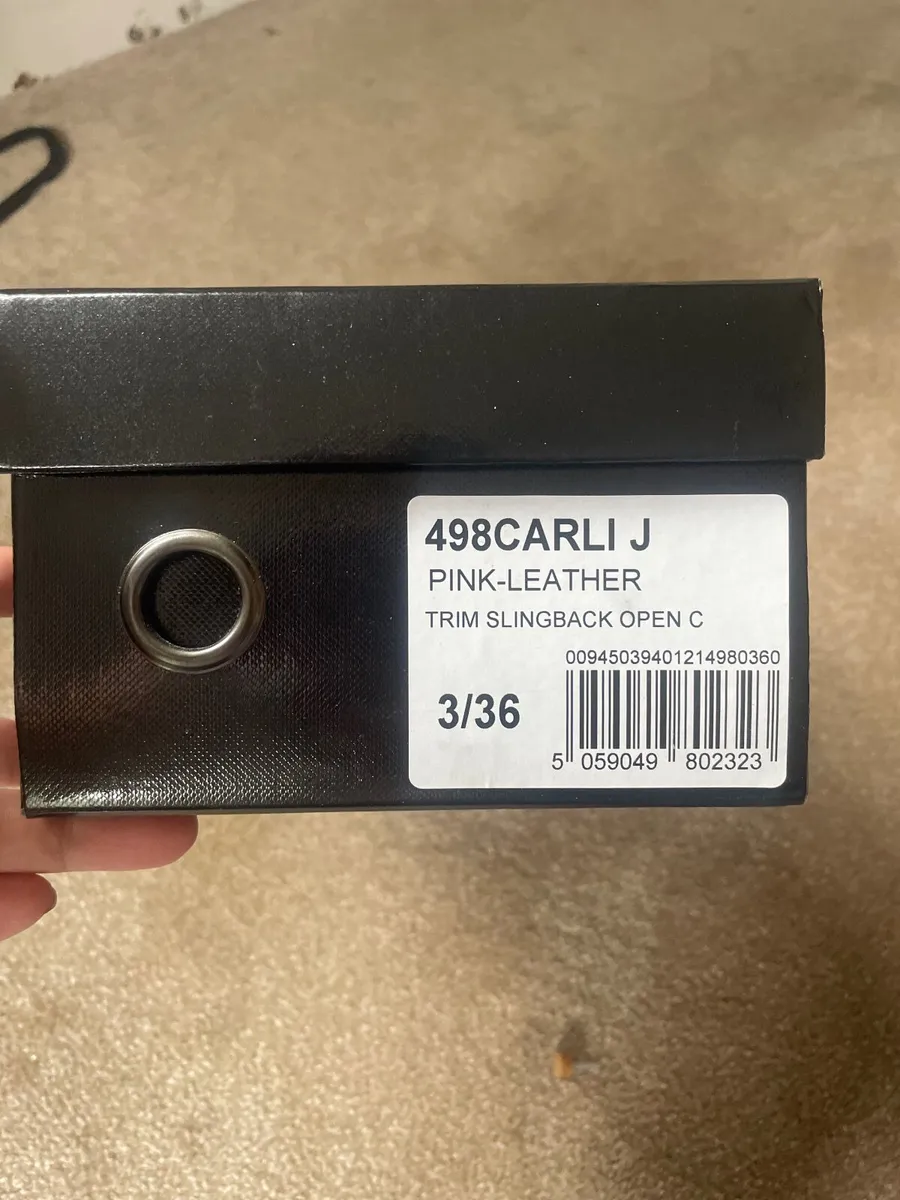 498CARLI J
PINK-LEATHER
TRIM SLINGBACK OPEN C
00945039401214980360
3/36
5 059049 802323